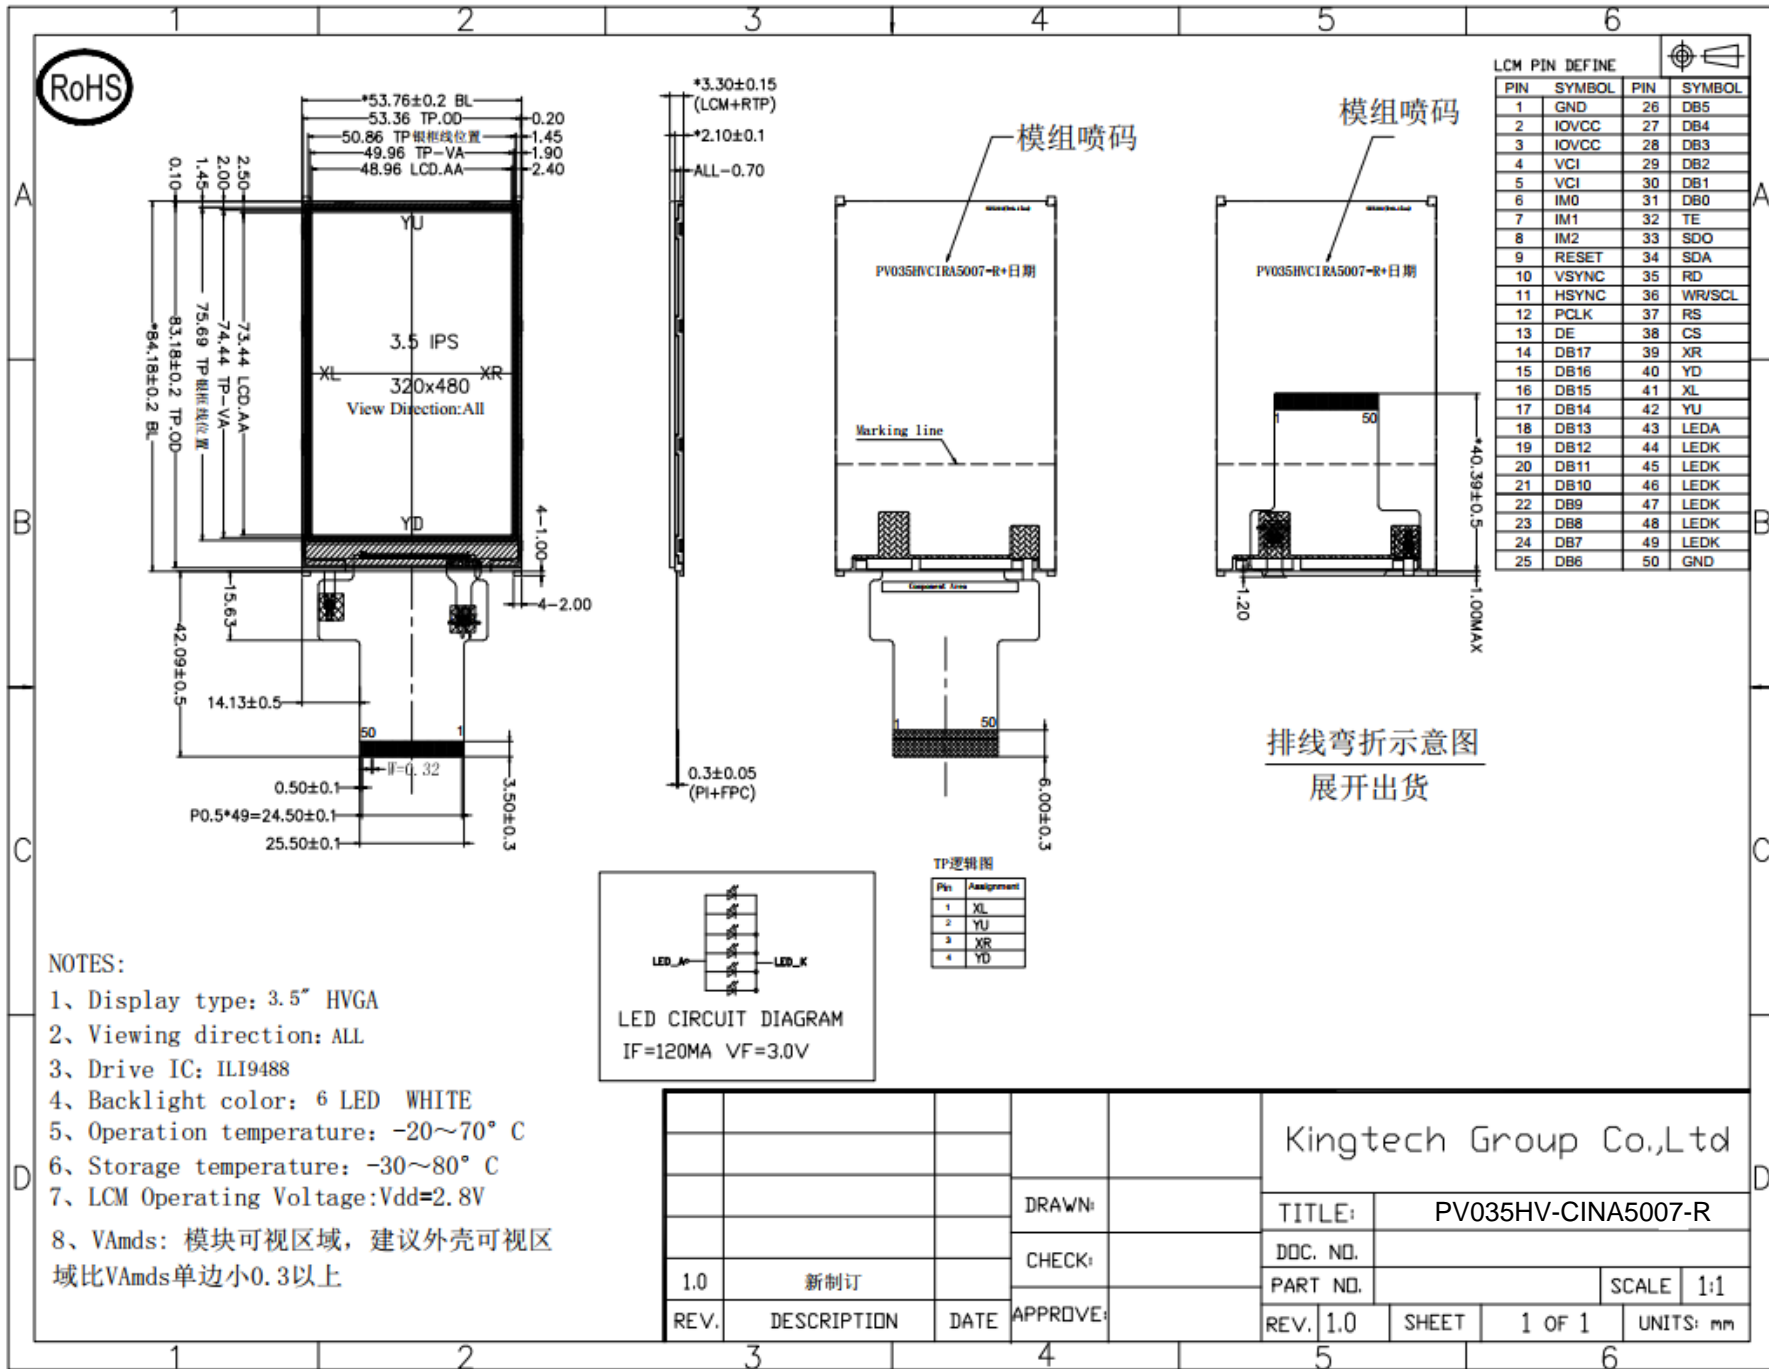 1 2 3 4 5 6
A
B
C
D
RoHS
*53.76±0.2 BL
53.36 TP.OD
0.20
50.86 TP银框线位置
1.45
49.96 TP-VA
1.90
48.96 LCD.AA
2.40
0.10
1.45
2.00
2.50
*84.18±0.2 BL
83.18±0.2 TP.OD
75.69 TP银框线位置
74.44 TP-VA
73.44 LCD.AA
YU
3.5 IPS
XL
XR
320x480
View Direction:All
YD
4-1.00
4-2.00
15.63
42.09±0.5
14.13±0.5
50 1
W=0.32
0.50±0.1
P0.5*49=24.50±0.1
25.50±0.1
3.50±0.3
*3.30±0.15
(LCM+RTP)
*2.10±0.1
ALL-0.70
0.3±0.05
(PI+FPC)
模组喷码
PV035HVCIRA5007-R+日期
Marking line
Component Area
1 50
6.00±0.3
模组喷码
PV035HVCIRA5007-R+日期
1 50
*40.39±0.5
1.20
1.00MAX
排线弯折示意图
展开出货
LCM PIN DEFINE
PIN SYMBOL PIN SYMBOL
1 GND 26 DB5
2 IOVCC 27 DB4
3 IOVCC 28 DB3
4 VCI 29 DB2
5 VCI 30 DB1
6 IM0 31 DB0
7 IM1 32 TE
8 IM2 33 SDO
9 RESET 34 SDA
10 VSYNC 35 RD
11 HSYNC 36 WR/SCL
12 PCLK 37 RS
13 DE 38 CS
14 DB17 39 XR
15 DB16 40 YD
16 DB15 41 XL
17 DB14 42 YU
18 DB13 43 LEDA
19 DB12 44 LEDK
20 DB11 45 LEDK
21 DB10 46 LEDK
22 DB9 47 LEDK
23 DB8 48 LEDK
24 DB7 49 LEDK
25 DB6 50 GND
TP逻辑图
Pin Assignment
1 XL
2 YU
3 XR
4 YD
LED_A
LED_K
LED CIRCUIT DIAGRAM
IF=120MA VF=3.0V
NOTES:
1、Display type: 3.5″ HVGA
2、Viewing direction: ALL
3、Drive IC: ILI9488
4、Backlight color: 6 LED WHITE
5、Operation temperature: -20～70° C
6、Storage temperature: -30～80° C
7、LCM Operating Voltage:Vdd=2.8V
8、VAmds: 模块可视区域，建议外壳可视区
域比VAmds单边小0.3以上
1.0 新制订
REV. DESCRIPTION DATE
DRAWN:
CHECK:
APPROVE:
Kingtech Group Co.,Ltd
TITLE: PV035HV-CINA5007-R
DOC. NO.
PART NO. SCALE 1:1
REV. 1.0 SHEET 1 OF 1 UNITS: mm
A
B
C
D
1 2 3 4 5 6